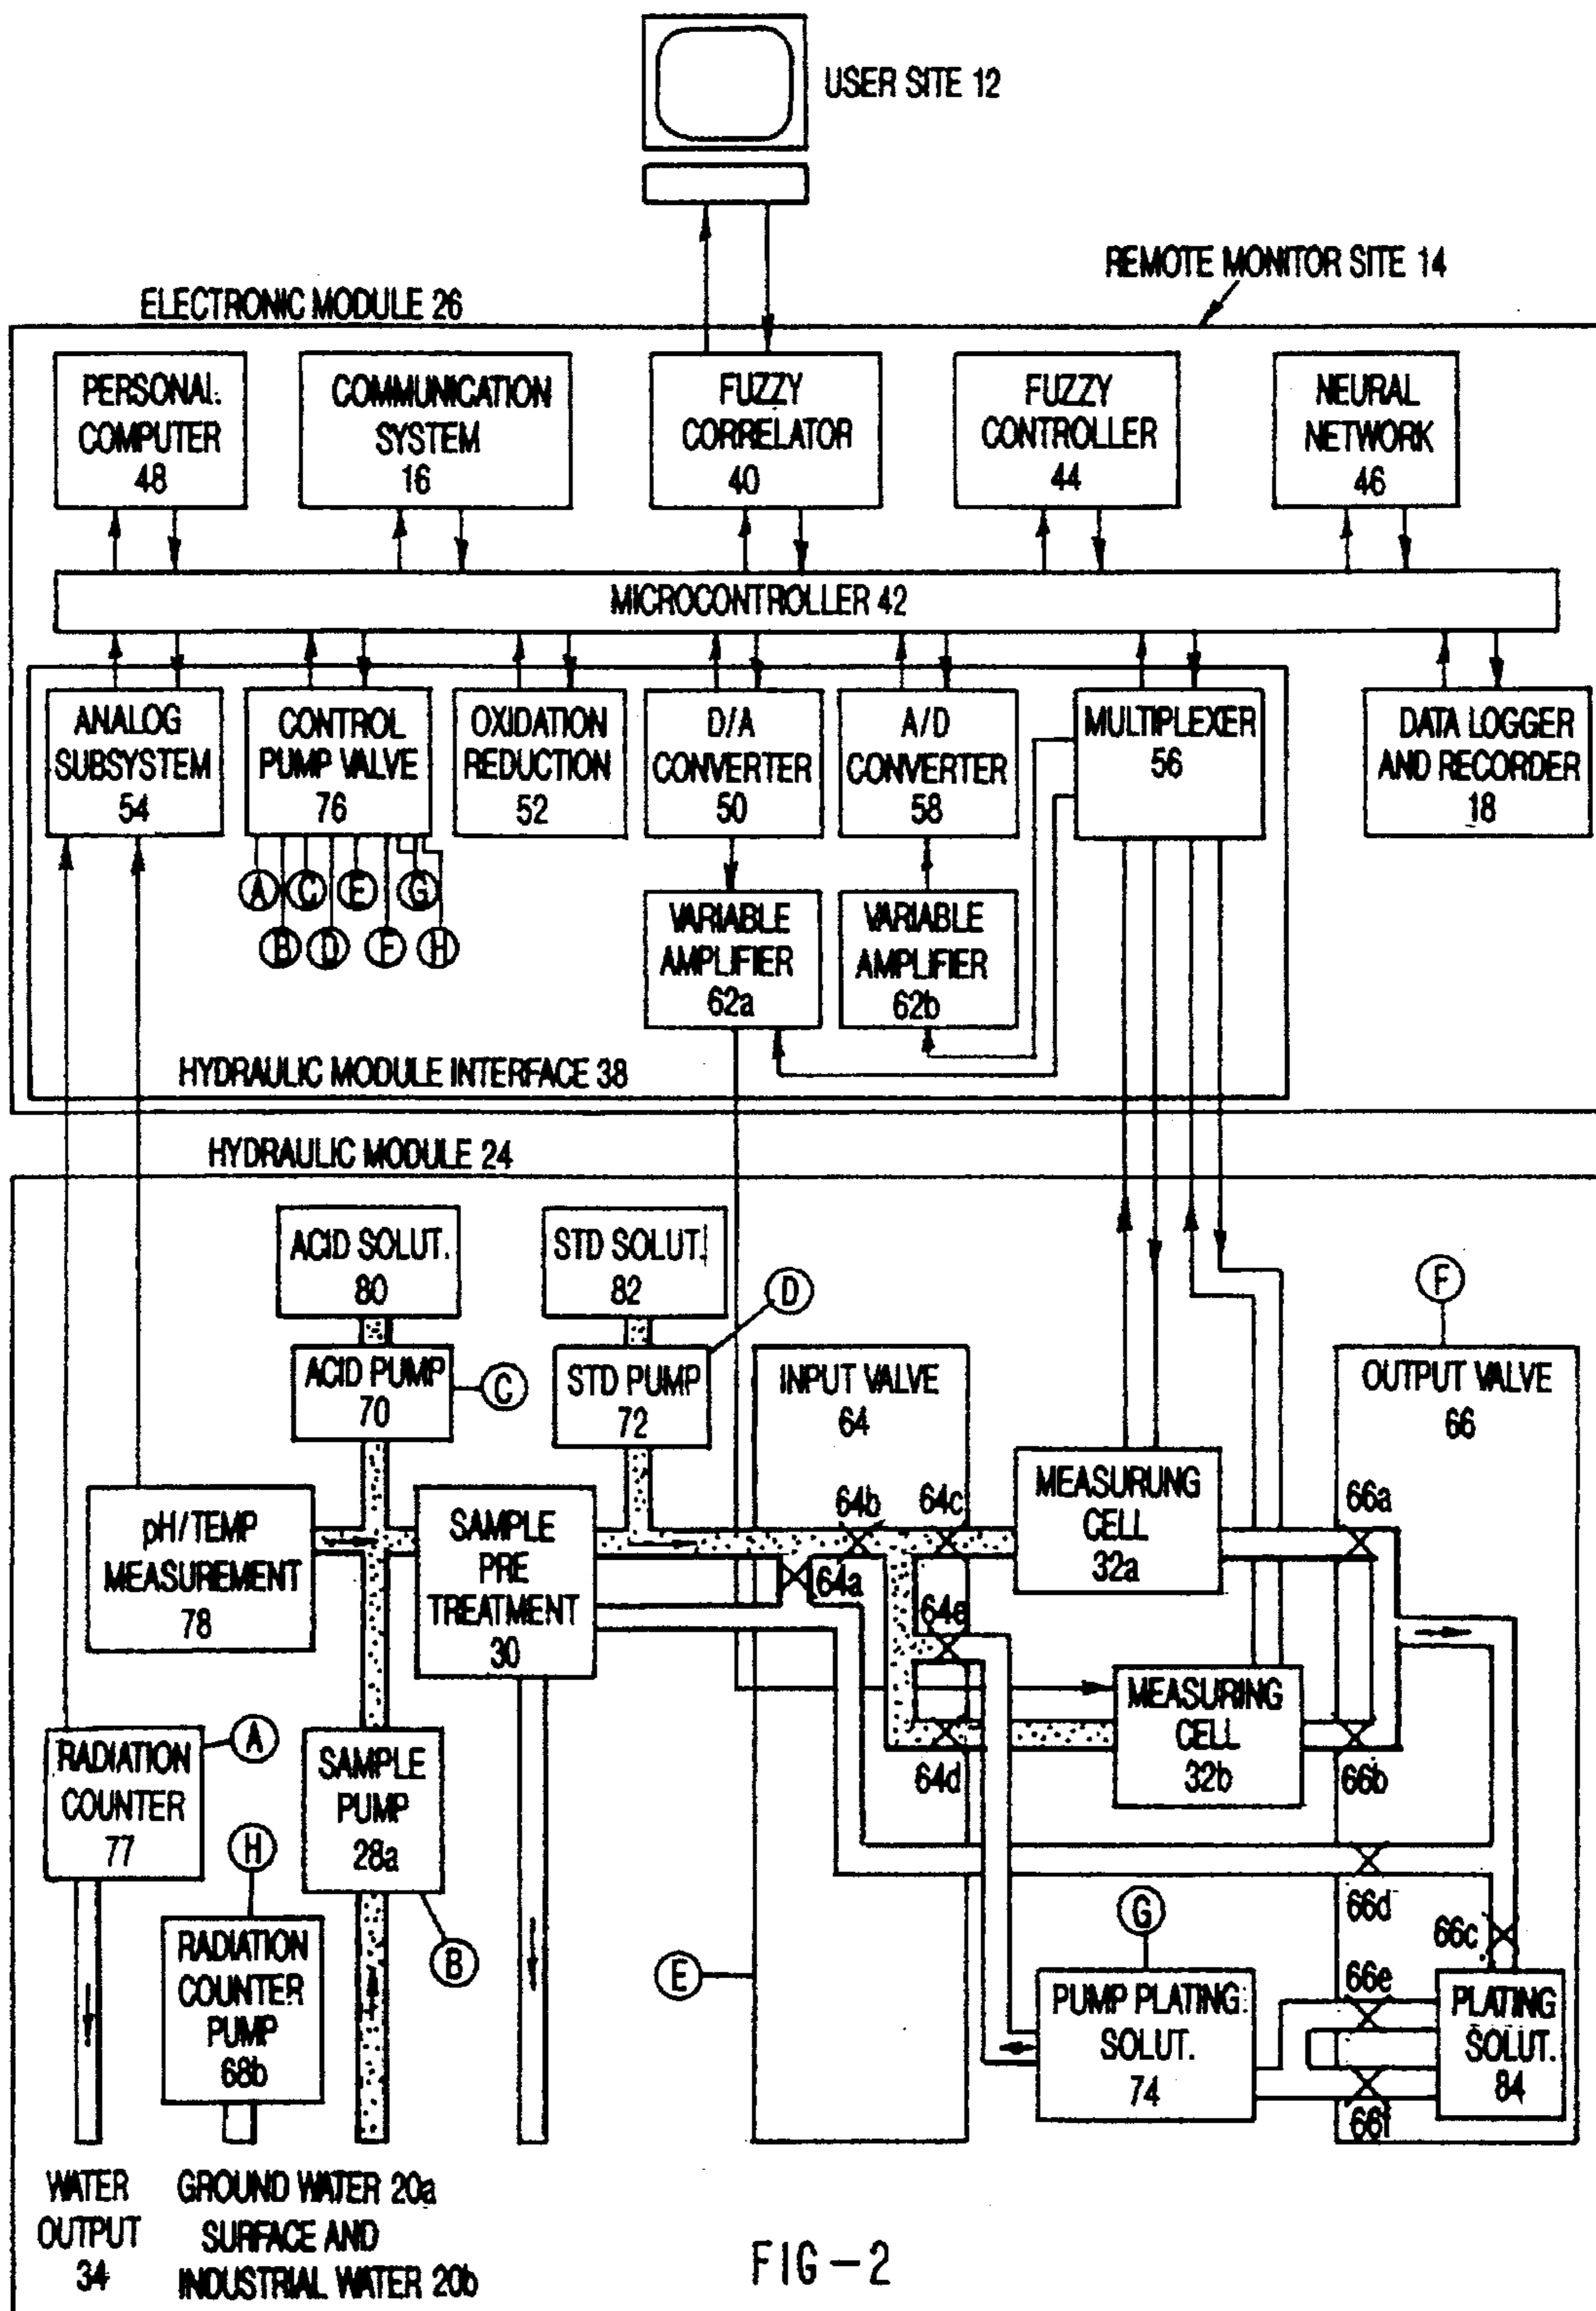 USER SITE 12
REMOTE MONITOR SITE 14
ELECTRONIC MODULE 26
PERSONAL.
COMPUTER
48
COMMUNICATION
SYSTEM
16
FUZZY
CORRELATOR
40
FUZZY
CONTROLLER
44
NEURAL
NETWORK
46
MICROCONTROLLER 42
ANALOG
SUBSYSTEM
54
CONTROL
PUMP VALVE
76
OXIDATION
REDUCTION
52
D/A
CONVERTER
50
A/D
CONVERTER
58
MULTIPLEXER
56
DATA LOGGER
AND RECORDER
18
A
C
E
G
B
D
F
H
VARIABLE
AMPLIFIER
62a
VARIABLE
AMPLIFIER
62b
HYDRAULIC MODULE INTERFACE 38
HYDRAULIC MODULE 24
ACID SOLUT.
80
STD SOLUT.
82
D
F
ACID PUMP
70
C
STD PUMP
72
INPUT VALVE
64
OUTPUT VALVE
66
pH/TEMP
MEASUREMENT
78
SAMPLE
PRE
TREATMENT
30
64b
64c
64a
64e
64d
MEASURUNG
CELL
32a
66a
MEASURING
CELL
32b
66b
RADIATION
COUNTER
77
A
SAMPLE
PUMP
28a
B
H
RADIATION
COUNTER
PUMP
68b
E
G
66d
66c
66e
66f
PUMP PLATING
SOLUT.
74
PLATING
SOLUT.
84
WATER
OUTPUT
34
GROUND WATER 20a
SURFACE AND
INDUSTRIAL WATER 20b
FIG-2